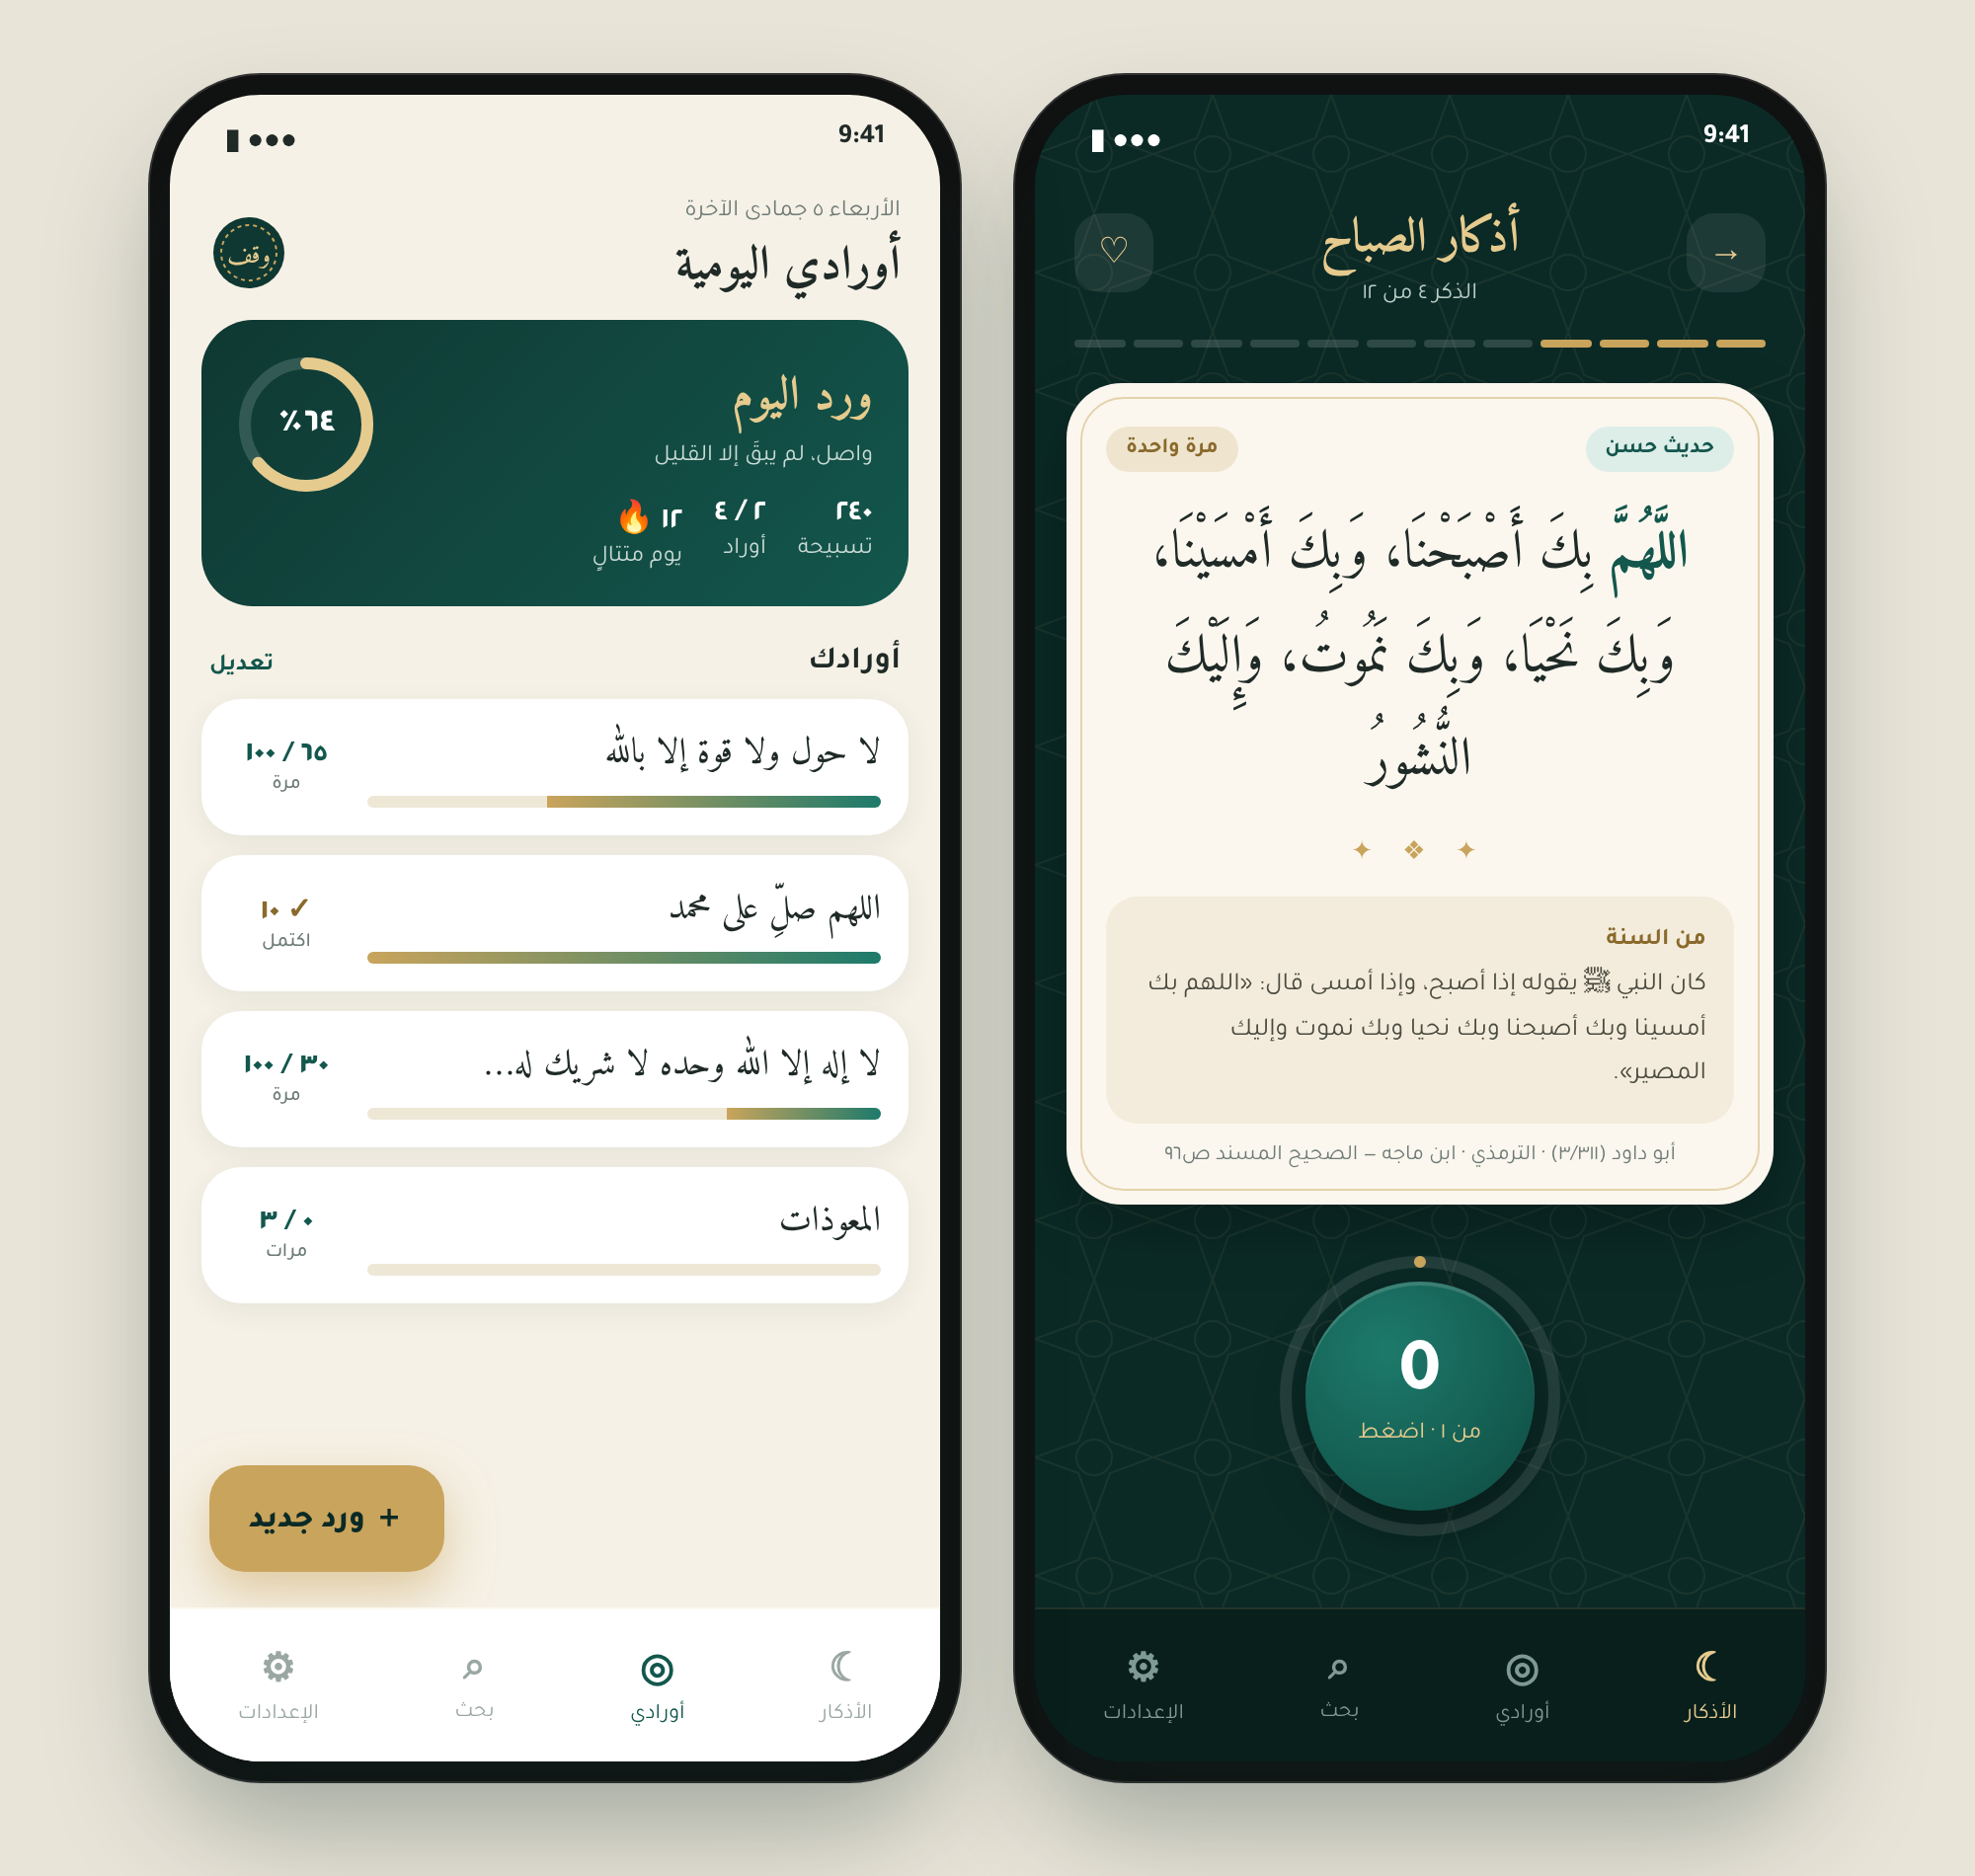 9:41
أذكار الصباح
الذكر ٤ من ١٢
حديث حسن
مرة واحدة
اللَّهُمَّ بِكَ أَصْبَحْنَا، وَبِكَ أَمْسَيْنَا،
وَبِكَ نَحْيَا، وَبِكَ نَمُوتُ، وَإِلَيْكَ
النُّشُورُ
من السنة
كان النبي ﷺ يقوله إذا أصبح، وإذا أمسى قال: «اللهم بك
أمسينا وبك أصبحنا وبك نحيا وبك نموت وإليك
المصير».
أبو داود (٣/٣١١) · الترمذي · ابن ماجه – الصحيح المسند ص٩٦
0
من ١ · اضغط
الأذكار
أورادي
بحث
الإعدادات
9:41
الأربعاء ٥ جمادى الآخرة
أورادي اليومية
وقف
ورد اليوم
واصل، لم يبقَ إلا القليل
٦٤٪
٢٤٠
تسبيحة
٢ / ٤
أوراد
١٢ 🔥
يوم متتالٍ
أورادك
تعديل
لا حول ولا قوة إلا بالله
٦٥ / ١٠٠
مرة
اللهم صلِّ على محمد
✓ ١٠
اكتمل
لا إله إلا الله وحده لا شريك له...
٣٠ / ١٠٠
مرة
المعوذات
٠ / ٣
مرات
+ ورد جديد
الأذكار
أورادي
بحث
الإعدادات